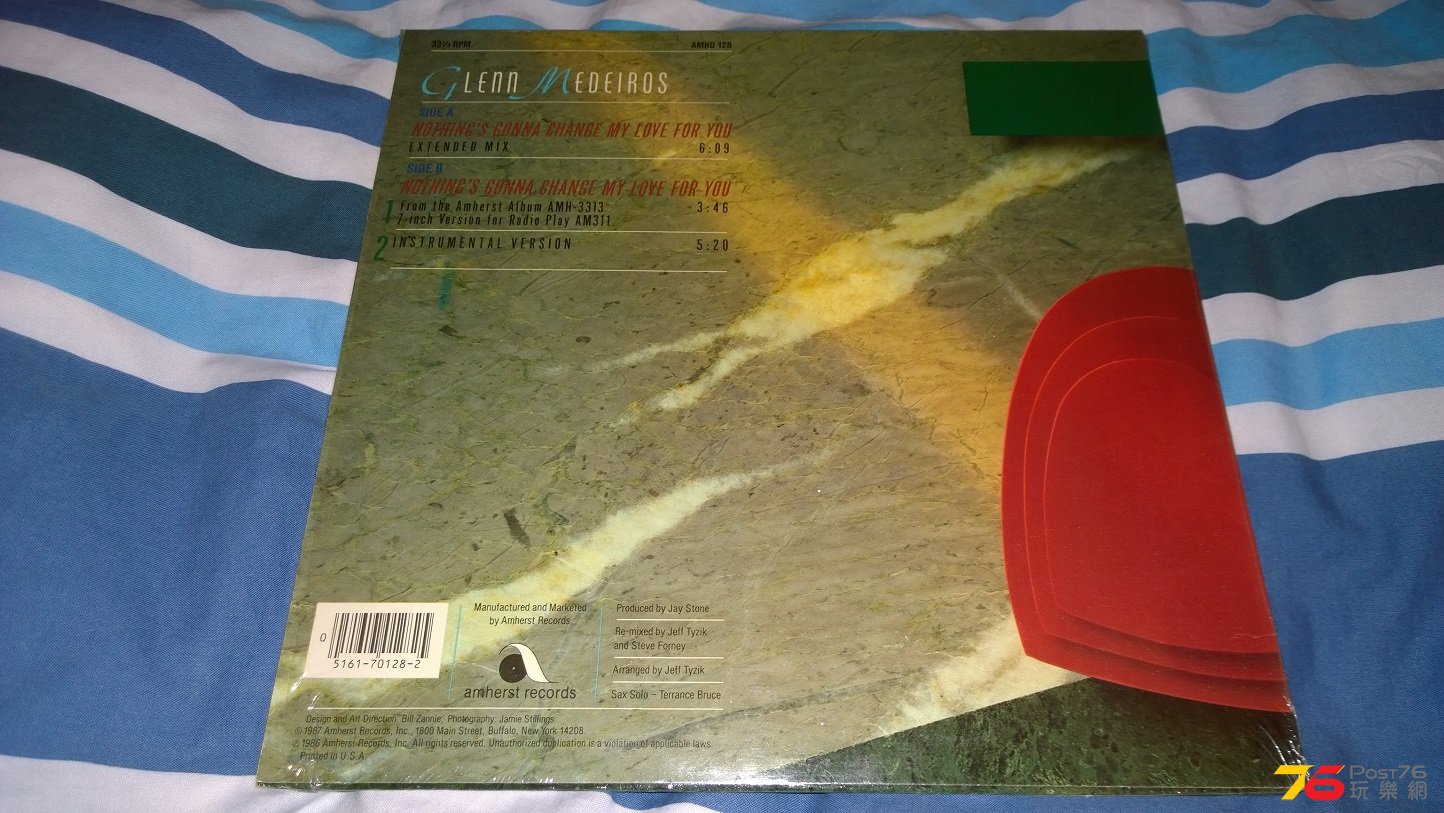 33⅓ RPM
AMHD 128
GLENN MEDEIROS
SIDE A
NOTHING'S GONNA CHANGE MY LOVE FOR YOU
EXTENDED MIX 6:09
SIDE B
NOTHING'S GONNA CHANGE MY LOVE FOR YOU
1 From the Amherst Album AMH-3313 3:46
7-inch Version for Radio Play AM311
2 INSTRUMENTAL VERSION 5:20
0 5161-70128-2
Manufactured and Marketed
by Amherst Records
amherst records
Produced by Jay Stone
Re-mixed by Jeff Tyzik
and Steve Forney
Arranged by Jeff Tyzik
Sax Solo – Terrance Bruce
Design and Art Direction: Bill Zannie; Photography: Jamie Stillings.
© 1987 Amherst Records, Inc., 1800 Main Street, Buffalo, New York 14208.
℗ 1986 Amherst Records, Inc. All rights reserved. Unauthorized duplication is a violation of applicable laws.
Printed in U.S.A.
76 POST76
玩樂網